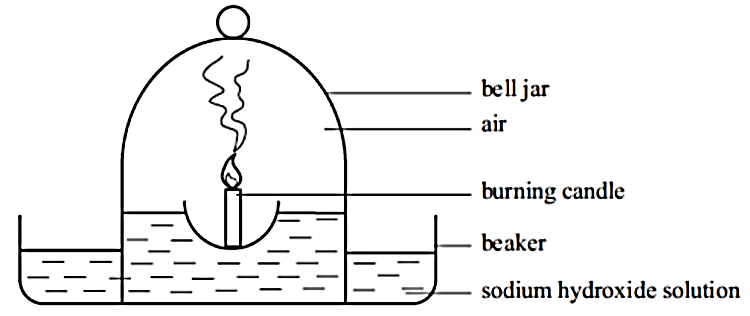 bell jar
air
burning candle
beaker
sodium hydroxide solution